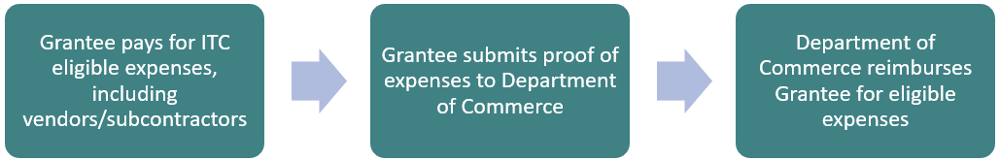 Grantee pays for ITC
eligible expenses,
including
vendors/subcontractors
Grantee submits proof of
expenses to Department
of Commerce
Department of
Commerce reimburses
Grantee for eligible
expenses